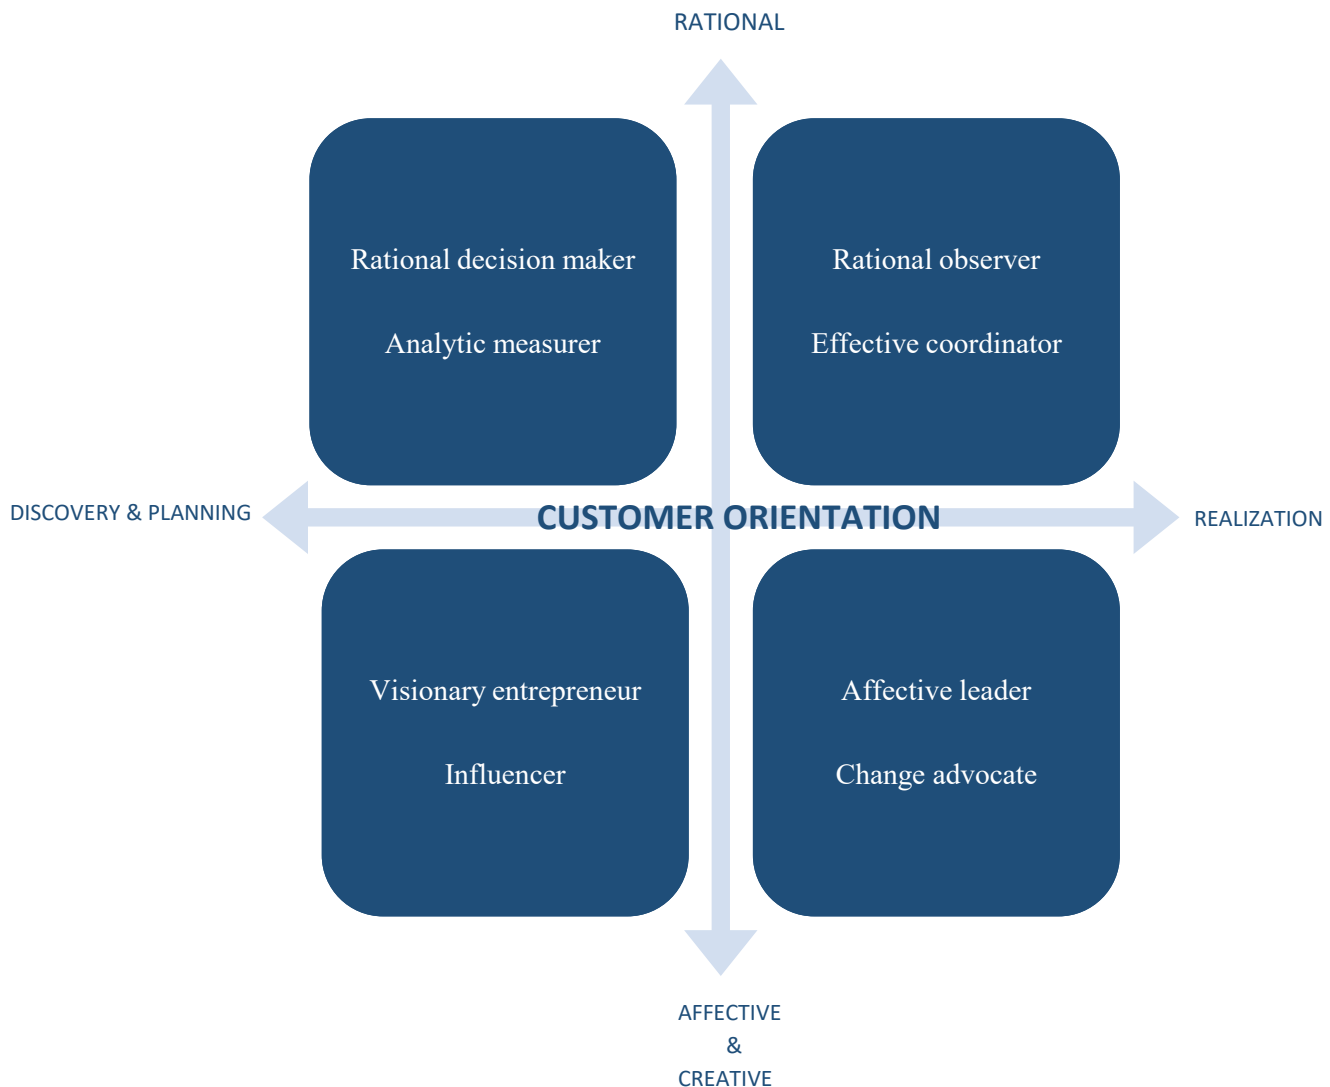 RATIONAL
Rational decision maker
Analytic measurer
Rational observer
Effective coordinator
DISCOVERY & PLANNING
CUSTOMER ORIENTATION
REALIZATION
Visionary entrepreneur
Influencer
Affective leader
Change advocate
AFFECTIVE
&
CREATIVE